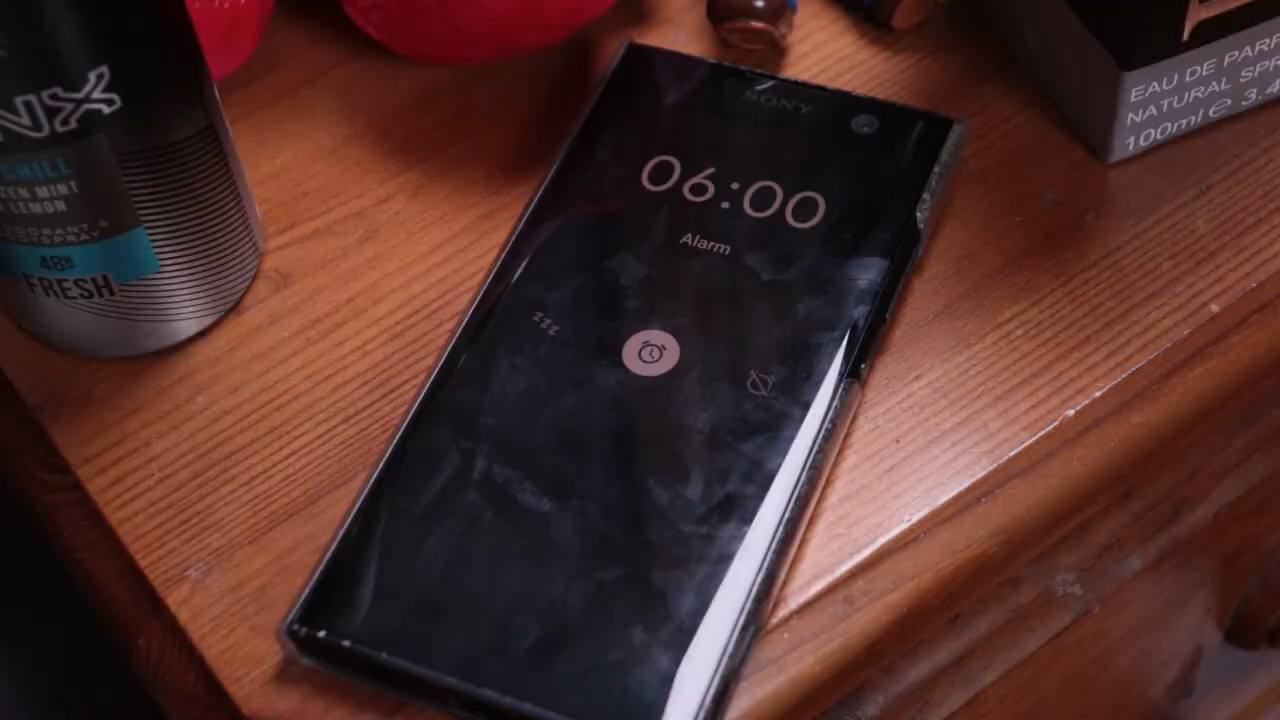 NX
CHILL
ZEN MINT
LEMON
48H
FRESH
SONY
06:00
Alarm
zzz
EAU DE PARF
NATURAL SPR
100ml e 3.4